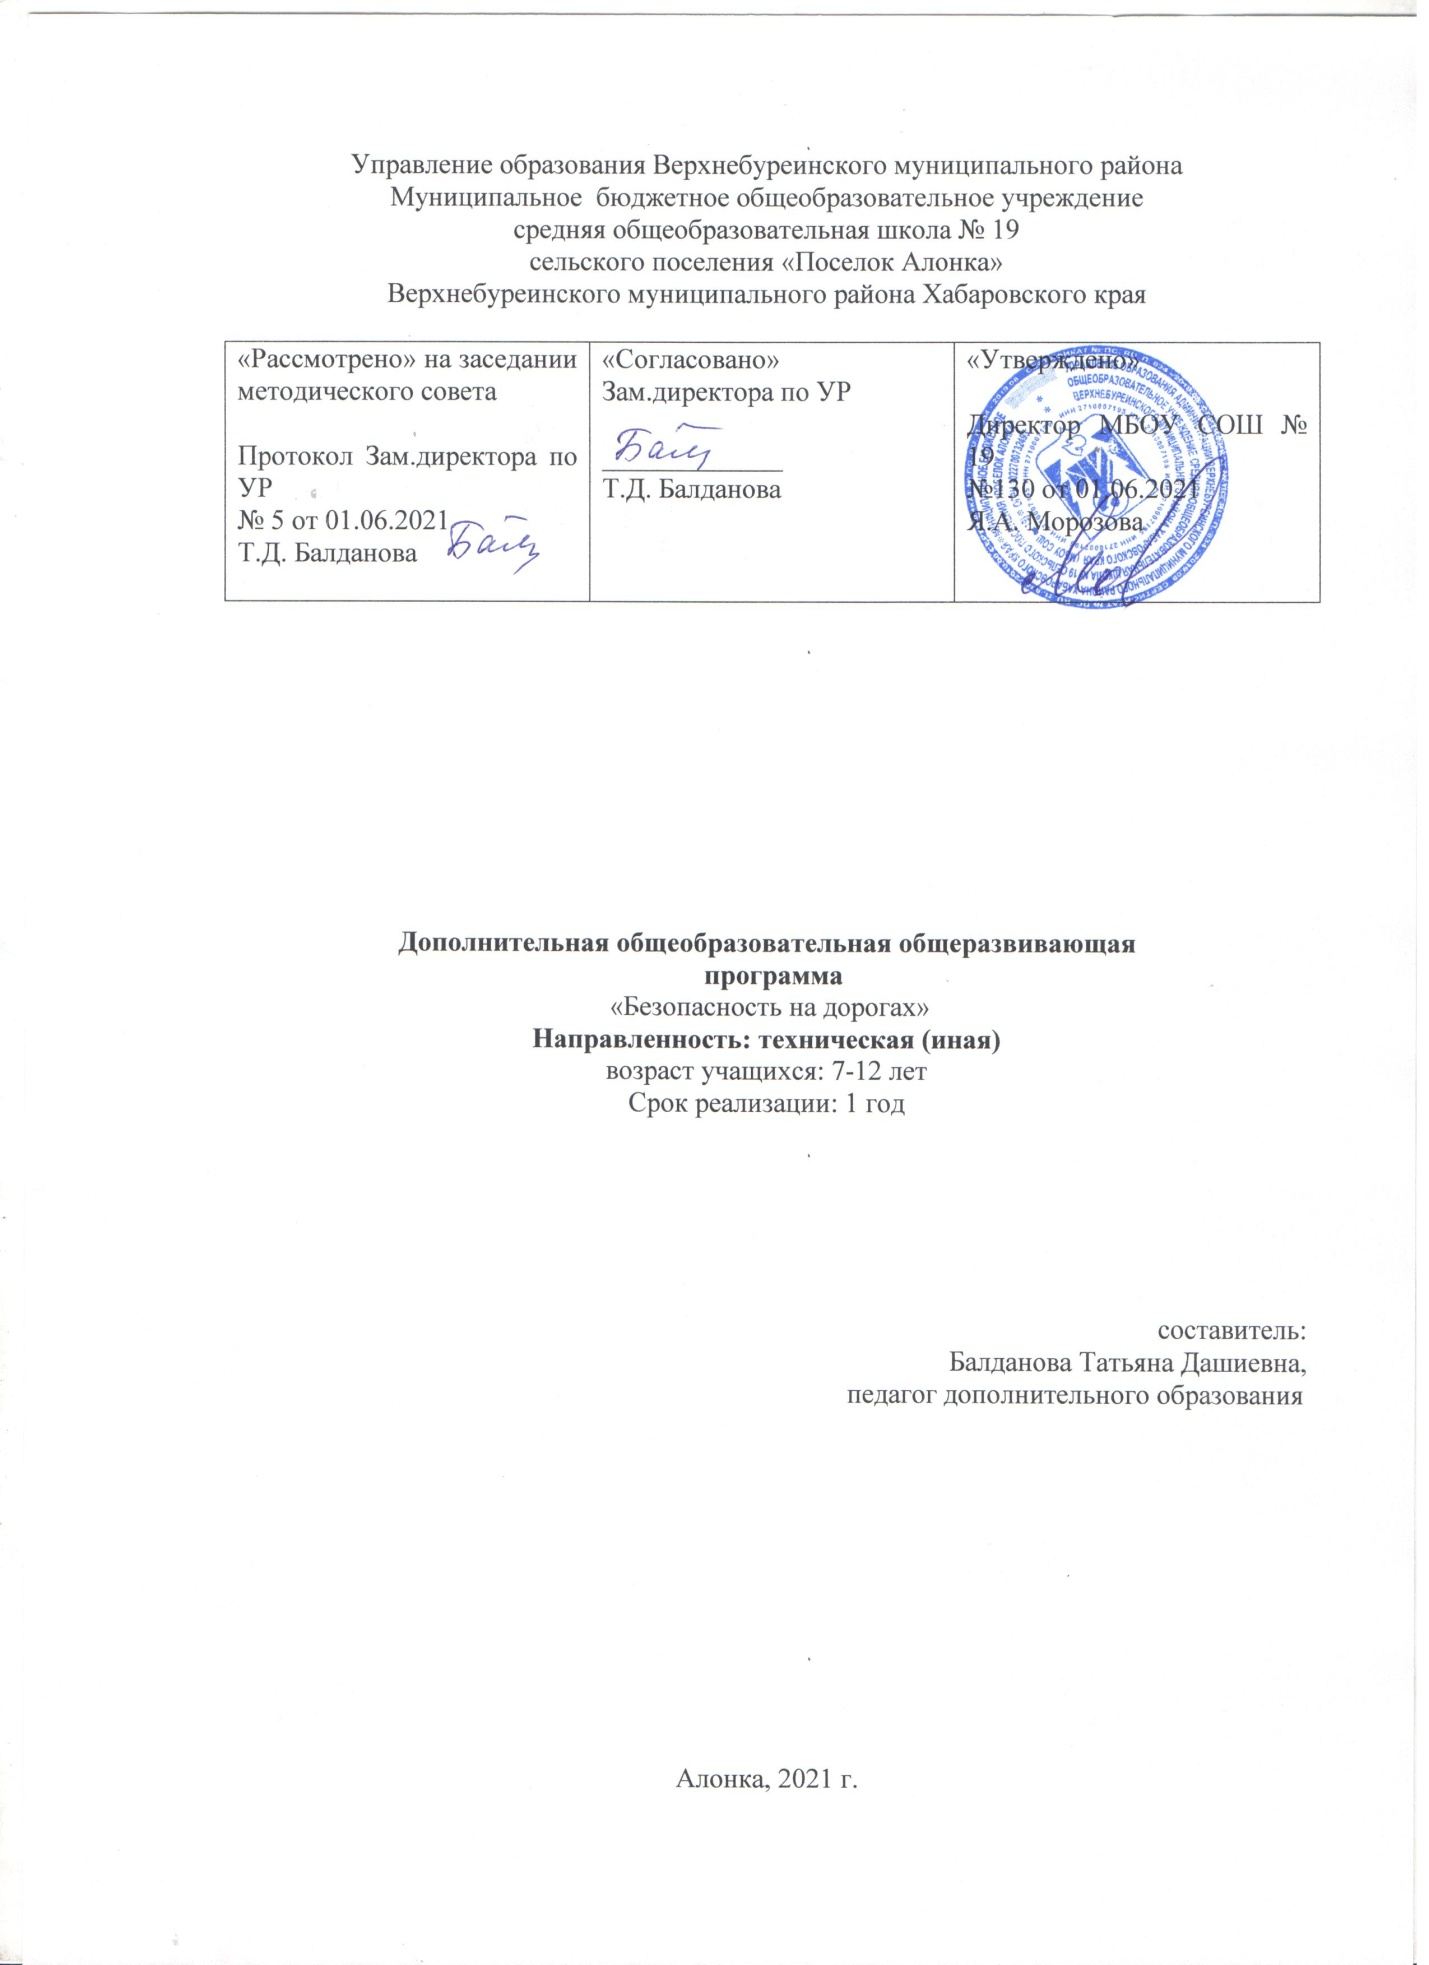 Управление образования Верхнебуреинского муниципального района
Муниципальное бюджетное общеобразовательное учреждение
средняя общеобразовательная школа № 19
сельского поселения «Поселок Алонка»
Верхнебуреинского муниципального района Хабаровского края
«Рассмотрено» на заседании
методического совета
Протокол Зам.директора по
УР
№ 5 от 01.06.2021
Т.Д. Балданова
«Согласовано»
Зам.директора по УР
Т.Д. Балданова
«Утверждено»
Директор МБОУ СОШ №
19
№130 от 01.06.2021
Я.А. Морозова
Дополнительная общеобразовательная общеразвивающая
программа
«Безопасность на дорогах»
Направленность: техническая (иная)
возраст учащихся: 7-12 лет
Срок реализации: 1 год
составитель:
Балданова Татьяна Дашиевна,
педагог дополнительного образования
Алонка, 2021 г.